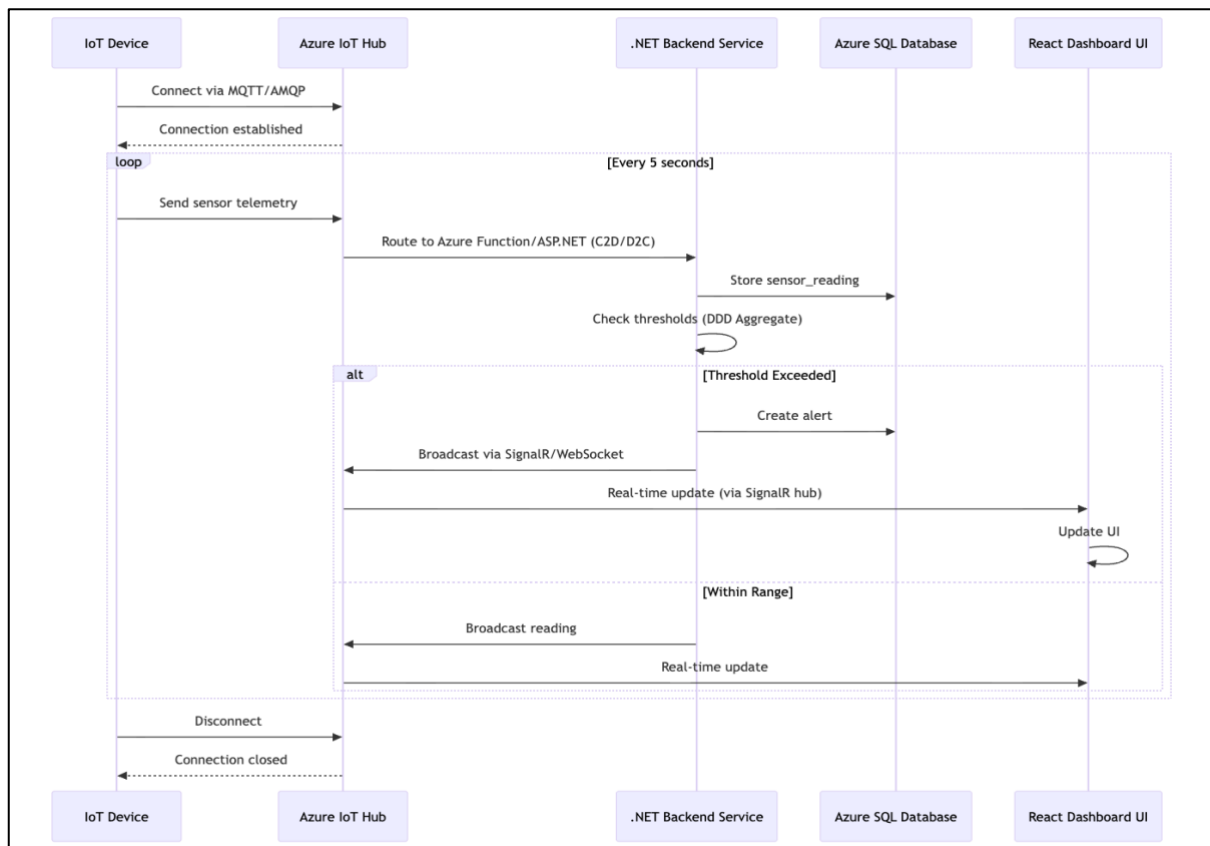 IoT Device
Azure IoT Hub
.NET Backend Service
Azure SQL Database
React Dashboard UI
Connect via MQTT/AMQP
Connection established
loop
[Every 5 seconds]
Send sensor telemetry
Route to Azure Function/ASP.NET (C2D/D2C)
Store sensor_reading
Check thresholds (DDD Aggregate)
alt
[Threshold Exceeded]
Create alert
Broadcast via SignalR/WebSocket
Real-time update (via SignalR hub)
Update UI
[Within Range]
Broadcast reading
Real-time update
Disconnect
Connection closed
IoT Device
Azure IoT Hub
.NET Backend Service
Azure SQL Database
React Dashboard UI